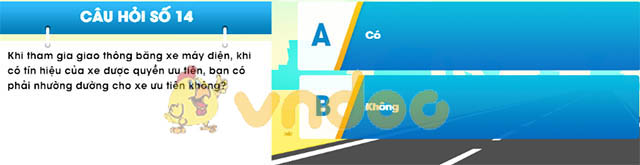 CÂU HỎI SỐ 14
Khi tham gia giao thông bằng xe máy điện, khi
có tín hiệu của xe được quyền ưu tiên, bạn có
phải nhường đường cho xe ưu tiên không?
A
Có
B
Không
vndoc